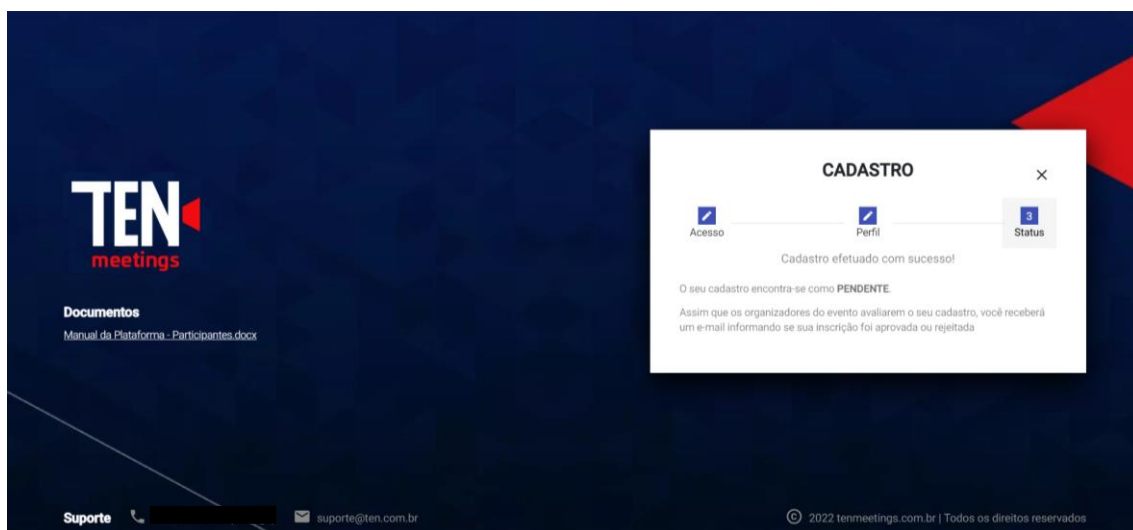 TEN
meetings
Documentos
Manual da Plataforma - Participantes.docx
CADASTRO
3
Acesso
Perfil
Status
Cadastro efetuado com sucesso!
O seu cadastro encontra-se como PENDENTE.
Assim que os organizadores do evento avaliarem o seu cadastro, você receberá
um e-mail informando se sua inscrição foi aprovada ou rejeitada
Suporte
suporte@ten.com.br
© 2022 tenmeetings.com.br | Todos os direitos reservados